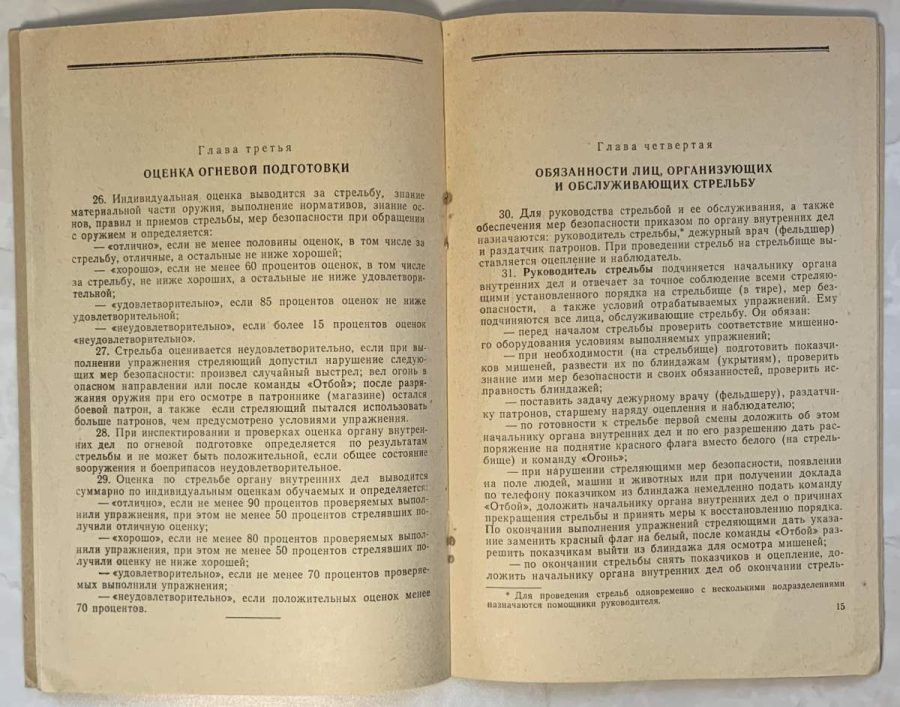 Глава третья
ОЦЕНКА ОГНЕВОЙ ПОДГОТОВКИ
26. Индивидуальная оценка выводится за стрельбу, знание
материальной части оружия, выполнение нормативов, знание ос-
нов, правил и приемов стрельбы, мер безопасности при обращении
с оружием и определяется:
— «отлично», если не менее половины оценок, в том числе за
стрельбу, отличные, а остальные не ниже хорошей;
— «хорошо», если не менее 60 процентов оценок, в том числе
за стрельбу, не ниже хороших, а остальные не ниже удовлетвори-
тельной;
— «удовлетворительно», если 85 процентов оценок не ниже
удовлетворительной;
— «неудовлетворительно», если более 15 процентов оценок
«неудовлетворительно».
27. Стрельба оценивается неудовлетворительно, если при вы-
полнении упражнения стреляющий допустил нарушение следую-
щих мер безопасности: произвел случайный выстрел; вел огонь в
опасном направлении или после команды «Отбой»; после разря-
жания оружия при его осмотре в патроннике (магазине) остался
боевой патрон, а также если стреляющий пытался использовать
больше патронов, чем предусмотрено условиями упражнения.
28. При инспектировании и проверках оценка органу внутрен-
них дел по огневой подготовке определяется по результатам
стрельбы и не может быть положительной, если общее состояние
вооружения и боеприпасов неудовлетворительное.
29. Оценка по стрельбе органу внутренних дел выводится
суммарно по индивидуальным оценкам обучаемых и определяется:
— «отлично», если не менее 90 процентов проверяемых выпол-
нили упражнения, при этом не менее 50 процентов стрелявших по-
лучили отличную оценку;
— «хорошо», если не менее 80 процентов проверяемых выпол-
нили упражнения, при этом не менее 50 процентов стрелявших по-
лучили оценку не ниже хорошей;
— «удовлетворительно», если не менее 70 процентов проверяе-
мых выполнили упражнения;
— «неудовлетворительно», если положительных оценок менее
70 процентов.
Глава четвертая
ОБЯЗАННОСТИ ЛИЦ, ОРГАНИЗУЮЩИХ
И ОБСЛУЖИВАЮЩИХ СТРЕЛЬБУ
30. Для руководства стрельбой и ее обслуживания, а также
обеспечения мер безопасности приказом по органу внутренних дел
назначаются: руководитель стрельбы,* дежурный врач (фельдшер)
и раздатчик патронов. При проведении стрельб на стрельбище вы-
ставляется оцепление и наблюдатель.
31. Руководитель стрельбы подчиняется начальнику органа
внутренних дел и отвечает за точное соблюдение всеми стреляю-
щими установленного порядка на стрельбище (в тире), мер без-
опасности, а также условий отрабатываемых упражнений. Ему
подчиняются все лица, обслуживающие стрельбу. Он обязан:
— перед началом стрельбы проверить соответствие мишенно-
го оборудования условиям выполняемых упражнений;
— при необходимости (на стрельбище) подготовить показчи-
ков мишеней, развести их по блиндажам (укрытиям), проверить
знание ими мер безопасности и своих обязанностей, проверить ис-
правность блиндажей;
— поставить задачу дежурному врачу (фельдшеру), раздатчи-
ку патронов, старшему наряду оцепления и наблюдателю;
— по готовности к стрельбе первой смены доложить об этом
начальнику органа внутренних дел и по его разрешению дать рас-
поряжение на поднятие красного флага вместо белого (на стрель-
бище) и команду «Огонь»;
— при нарушении стреляющими мер безопасности, появлении
на поле людей, машин и животных или при получении доклада
по телефону показчиком из блиндажа немедленно подать команду
«Отбой», доложить начальнику органа внутренних дел о причинах
прекращения стрельбы и принять меры к восстановлению порядка.
По окончании выполнения упражнений стреляющими дать указа-
ние заменить красный флаг на белый, после команды «Отбой» раз-
решить показчикам выйти из блиндажа для осмотра мишеней;
— по окончании стрельбы снять показчиков и оцепление, до-
ложить начальнику органа внутренних дел об окончании стрель-
* Для проведения стрельб одновременно с несколькими подразделениями
назначаются помощники руководителя.
15